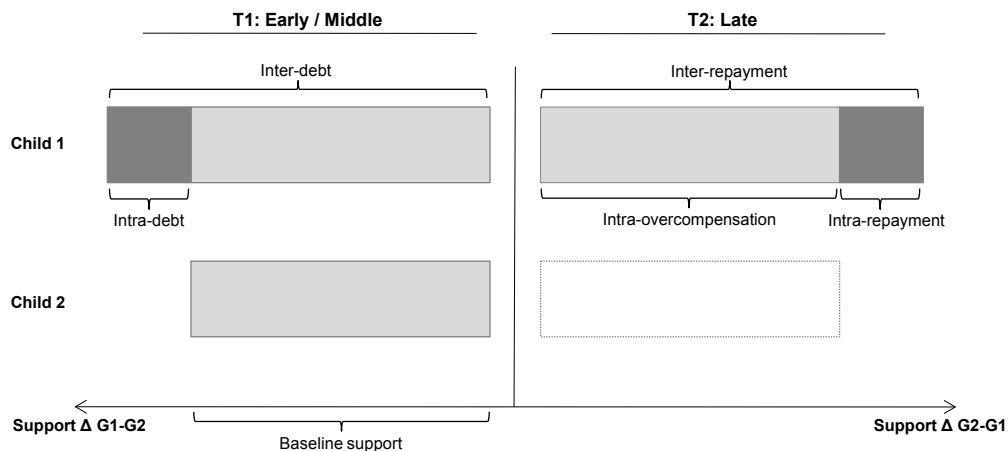 T1: Early / Middle
T2: Late
Inter-debt
Inter-repayment
Child 1
Intra-debt
Intra-overcompensation
Intra-repayment
Child 2
Support Δ G1-G2
Support Δ G2-G1
Baseline support